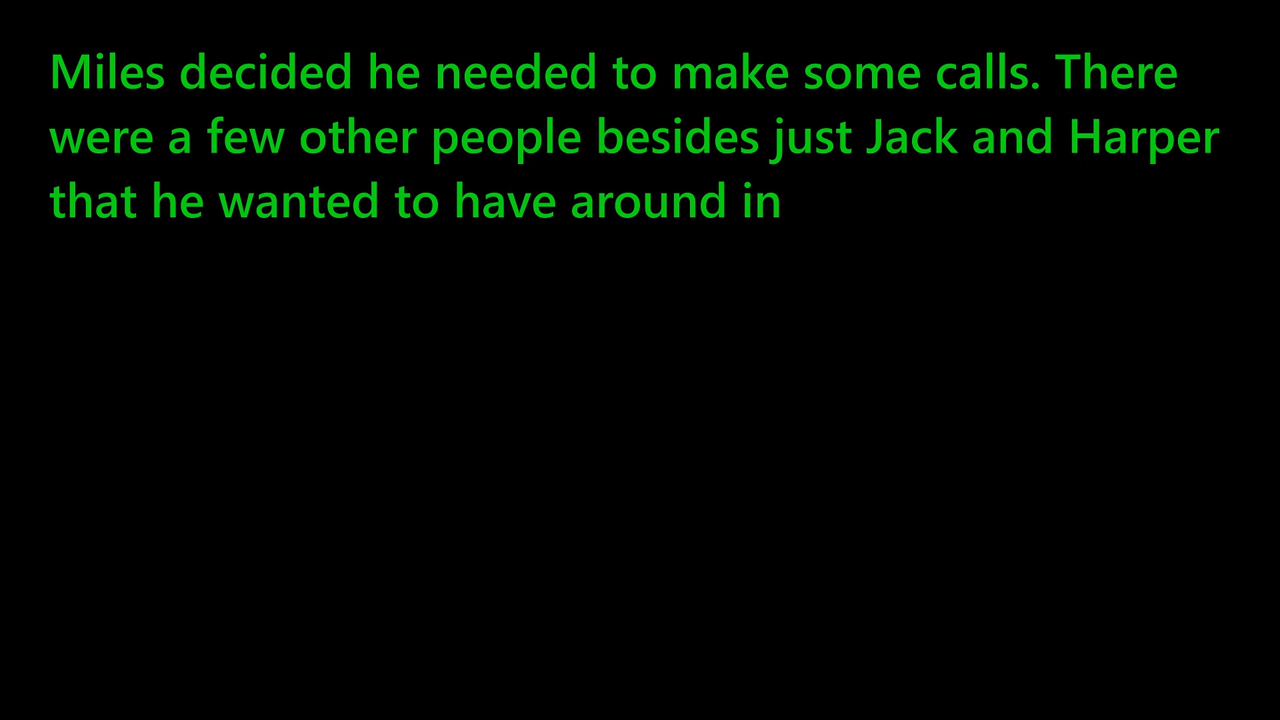 Miles decided he needed to make some calls. There
were a few other people besides just Jack and Harper
that he wanted to have around in